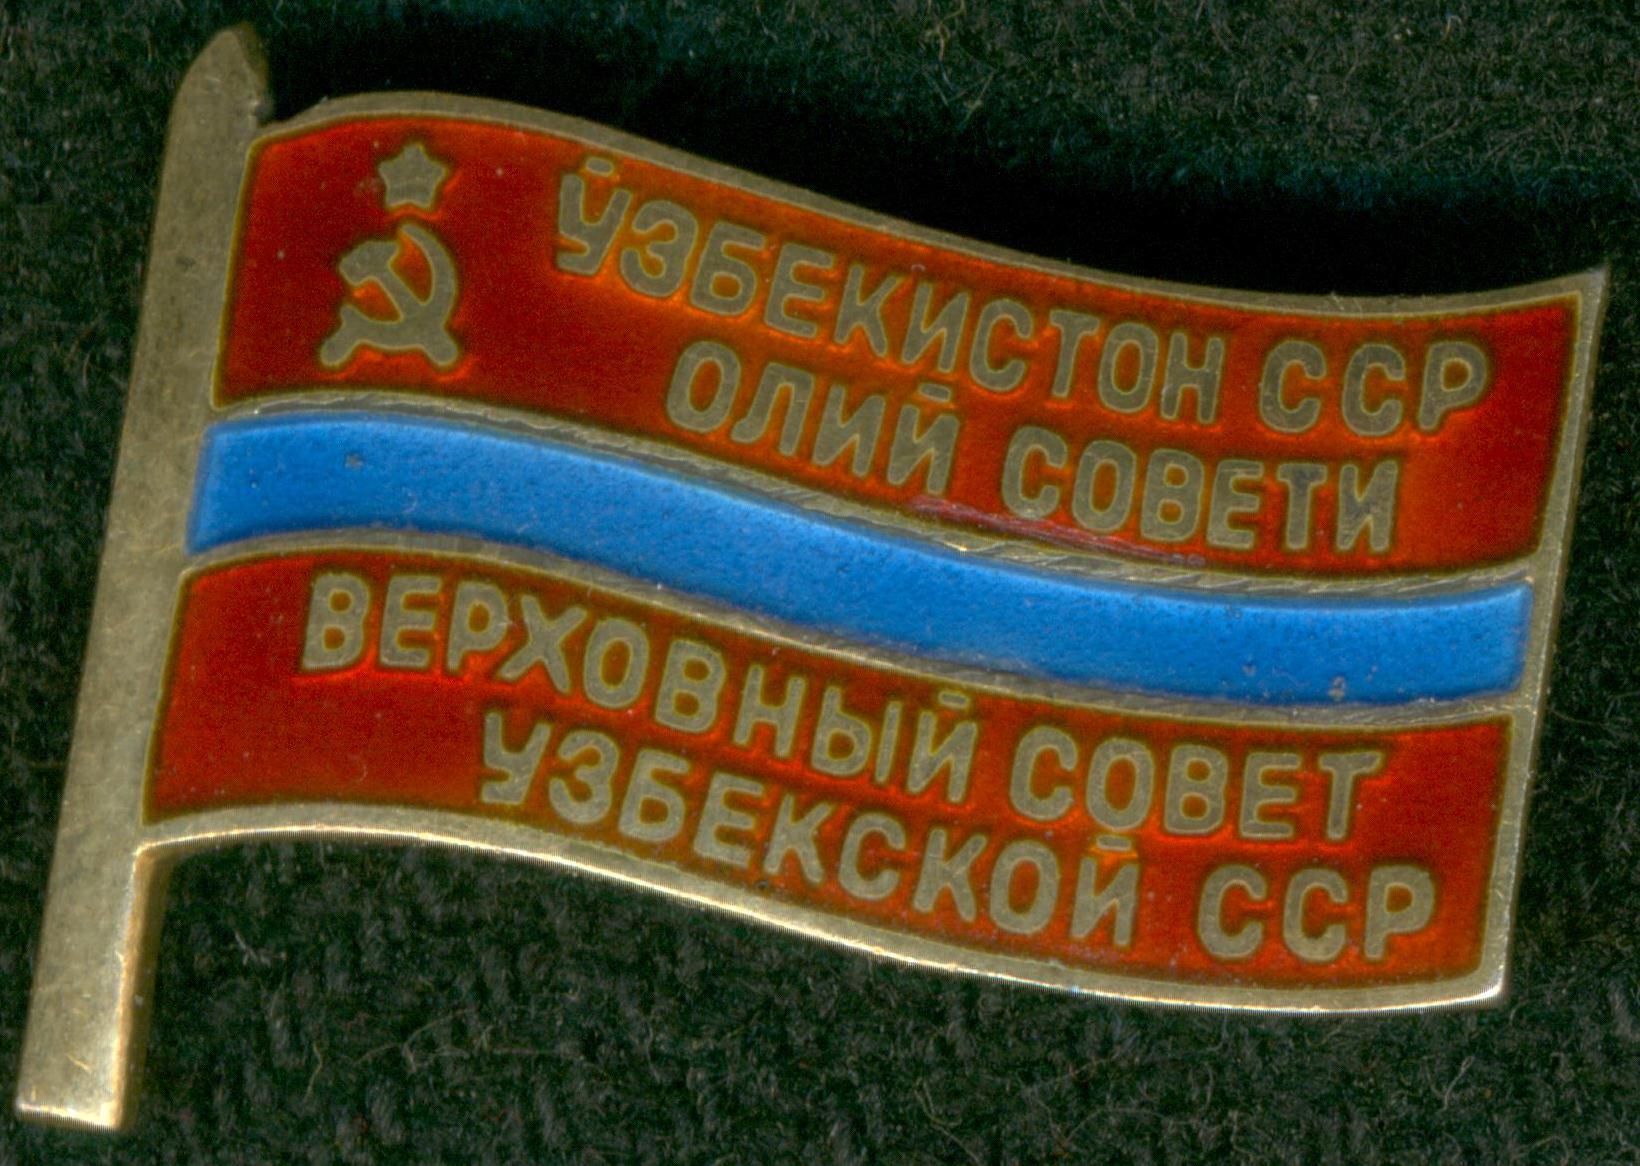 ЎЗБЕКИСТОН ССР
ОЛИЙ СОВЕТИ
ВЕРХОВНЫЙ СОВЕТ
УЗБЕКСКОЙ ССР